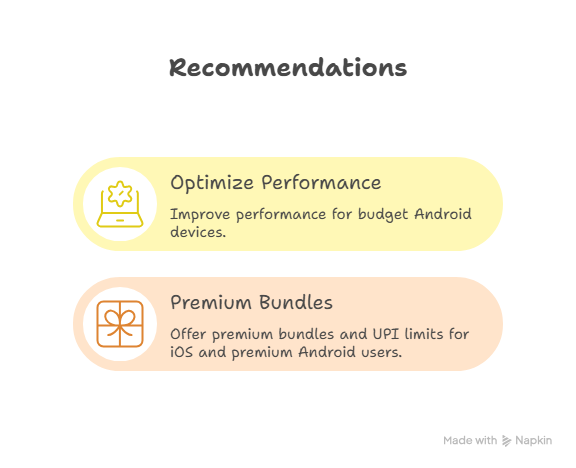 Recommendations
Optimize Performance
Improve performance for budget Android
devices.
Premium Bundles
Offer premium bundles and UPI limits for
iOS and premium Android users.
Made with Napkin